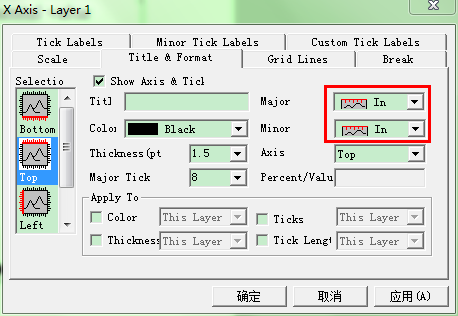 X Axis - Layer 1
Tick Labels
Minor Tick Labels
Custom Tick Labels
Scale
Title & Format
Grid Lines
Break
Selectio
Bottom
Top
Left
Show Axis & Tick
Titl
Color
Black
Thickness(pt
1.5
Major Tick
8
Major
In
Minor
In
Axis
Top
Percent/Valu
Apply To
Color
This Layer
Ticks
This Layer
Thickness
This Layer
Tick Lengt
This Layer
确定
取消
应用(A)